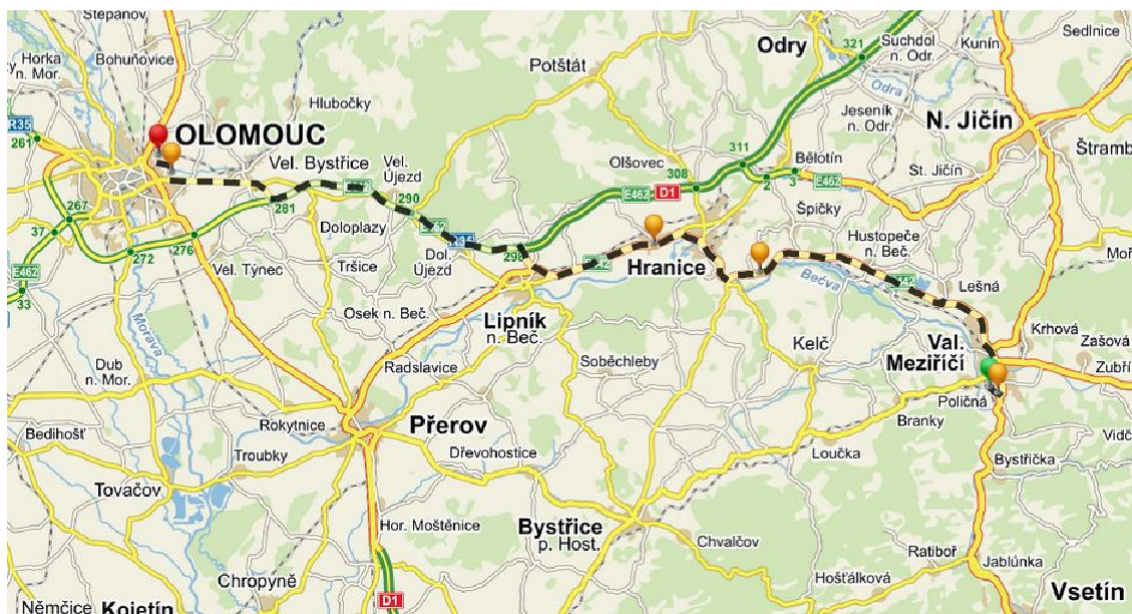 Štěpánov
Suchdol
n. Odr.
Kunín
Sedlnice
Horka
n. Mor.
Bohuňovice
Odry
321
Potštát
Hlubočky
Odra
Jeseník
n. Odr.
N. Jičín
R35
261
OLOMOUC
Štramb
Vel. Bystřice
Vel.
Újezd
Olšovec
311
Bělotín
308
St. Jičín
E462
D1
2
3
E462
290
267
281
37
Doloplazy
Špičky
276
R35
298
Hustopeče
n. Beč.
272
Dol.
Újezd
Hranice
E462
Vel. Týnec
Tršice
Lešná
33
Bečva
Morava
Osek n. Beč.
Lipník
n. Beč.
Krhová
Val.
Meziříčí
Zašová
Kelč
Dub
n. Mor.
Radslavice
Soběchleby
Zubří
Poličná
Přerov
Branky
Bedihošť
Rokytnice
Troubky
Dřevohostice
Loučka
Bystřička
Tovačov
Hor. Moštěnice
Bystřice
p. Host.
Chvalčov
Ratiboř
Jablůnka
Chropyně
Hošťálková
Vsetín
Němčice
Kojetín
D1